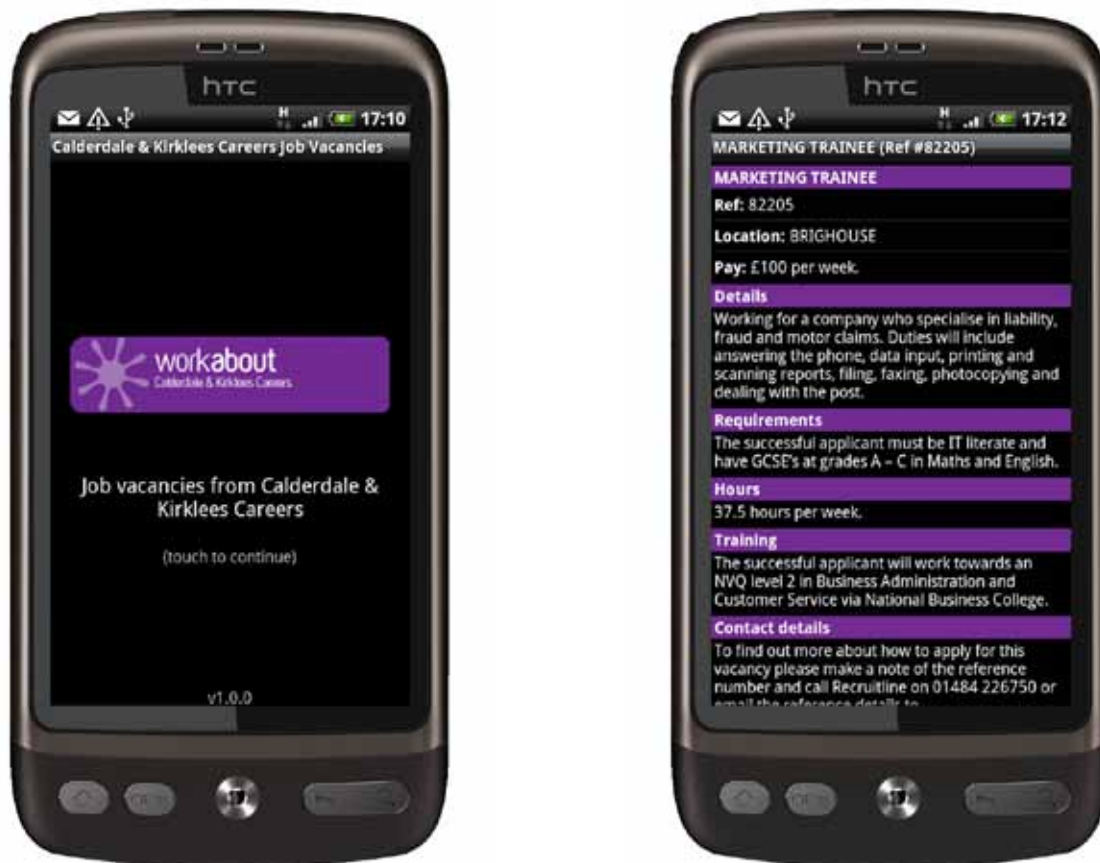 hTC
H
17:10
Calderdale & Kirklees Careers Job Vacancies
workabout
Calderdale & Kirklees Careers
Job vacancies from Calderdale &
Kirklees Careers
(touch to continue)
v1.0.0
hTC
H
17:12
MARKETING TRAINEE (Ref #82205)
MARKETING TRAINEE
Ref: 82205
Location: BRIGHOUSE
Pay: £100 per week.
Details
Working for a company who specialise in liability,
fraud and motor claims. Duties will include
answering the phone, data input, printing and
scanning reports, filing, faxing, photocopying and
dealing with the post.
Requirements
The successful applicant must be IT literate and
have GCSE's at grades A – C in Maths and English.
Hours
37.5 hours per week.
Training
The successful applicant will work towards an
NVQ level 2 in Business Administration and
Customer Service via National Business College.
Contact details
To find out more about how to apply for this
vacancy please make a note of the reference
number and call Recruitline on 01484 226750 or
email the reference details to